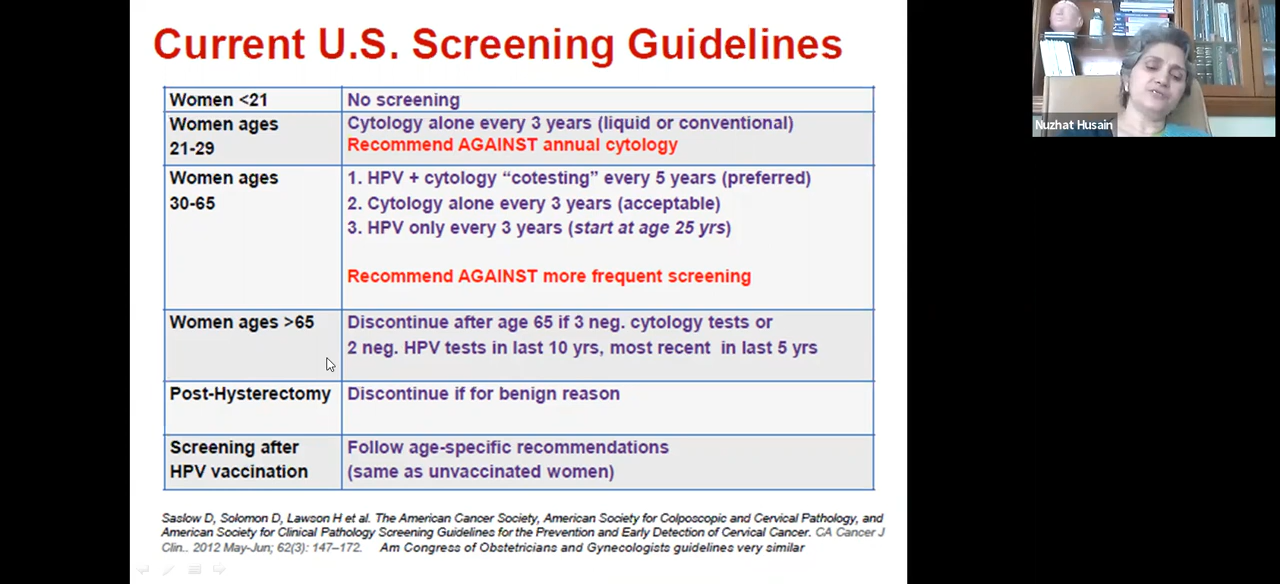 Current U.S. Screening Guidelines
Women <21
No screening
Women ages
21-29
Cytology alone every 3 years (liquid or conventional)
Recommend AGAINST annual cytology
Women ages
30-65
1. HPV + cytology “cotesting” every 5 years (preferred)
2. Cytology alone every 3 years (acceptable)
3. HPV only every 3 years (start at age 25 yrs)
Recommend AGAINST more frequent screening
Women ages >65
Discontinue after age 65 if 3 neg. cytology tests or
2 neg. HPV tests in last 10 yrs, most recent in last 5 yrs
Post-Hysterectomy
Discontinue if for benign reason
Screening after
HPV vaccination
Follow age-specific recommendations
(same as unvaccinated women)
Saslow D, Solomon D, Lawson H et al. The American Cancer Society, American Society for Colposcopic and Cervical Pathology, and
American Society for Clinical Pathology Screening Guidelines for the Prevention and Early Detection of Cervical Cancer. CA Cancer J
Clin.. 2012 May-Jun; 62(3): 147–172. Am Congress of Obstetricians and Gynecologists guidelines very similar
Nuzhat Husain